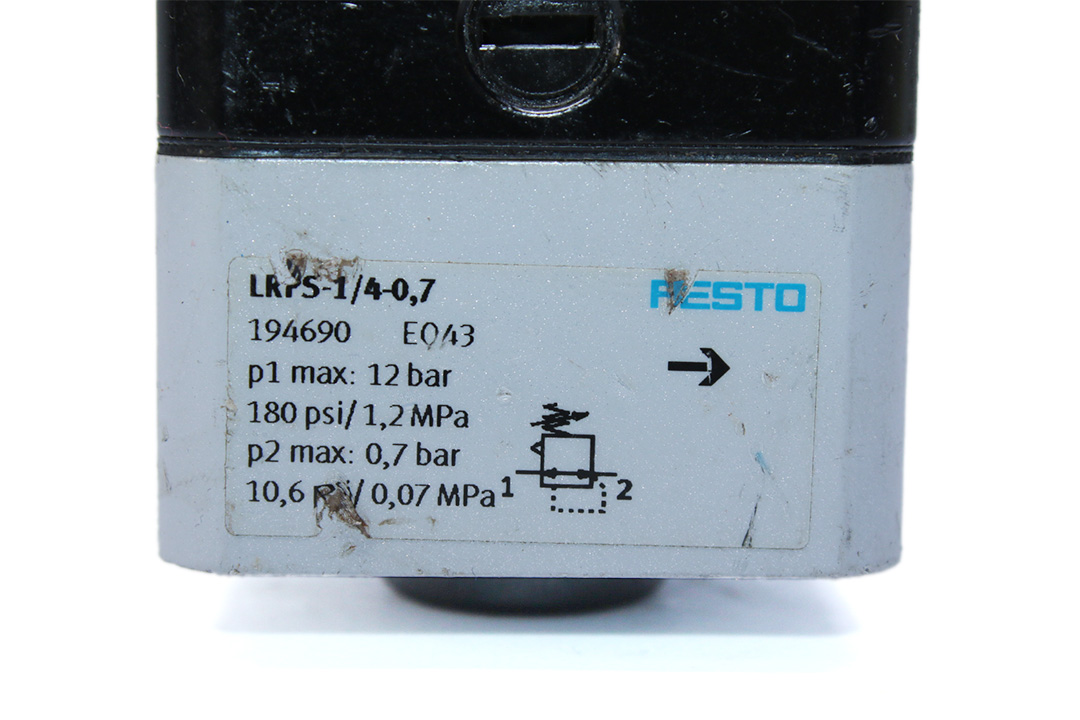 LRPS-1/4-0,7
FESTO
194690 EQ43
p1 max: 12 bar
180 psi/ 1,2 MPa
p2 max: 0,7 bar
10,6 psi/ 0,07 MPa
1 2